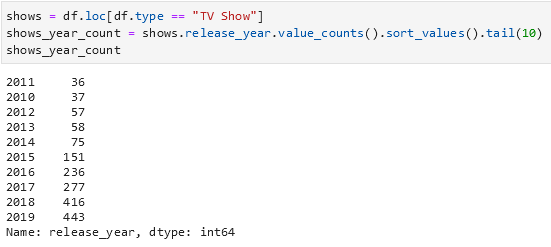 shows = df.loc[df.type == "TV Show"]
shows_year_count = shows.release_year.value_counts().sort_values().tail(10)
shows_year_count
2011 36
2010 37
2012 57
2013 58
2014 75
2015 151
2016 236
2017 277
2018 416
2019 443
Name: release_year, dtype: int64